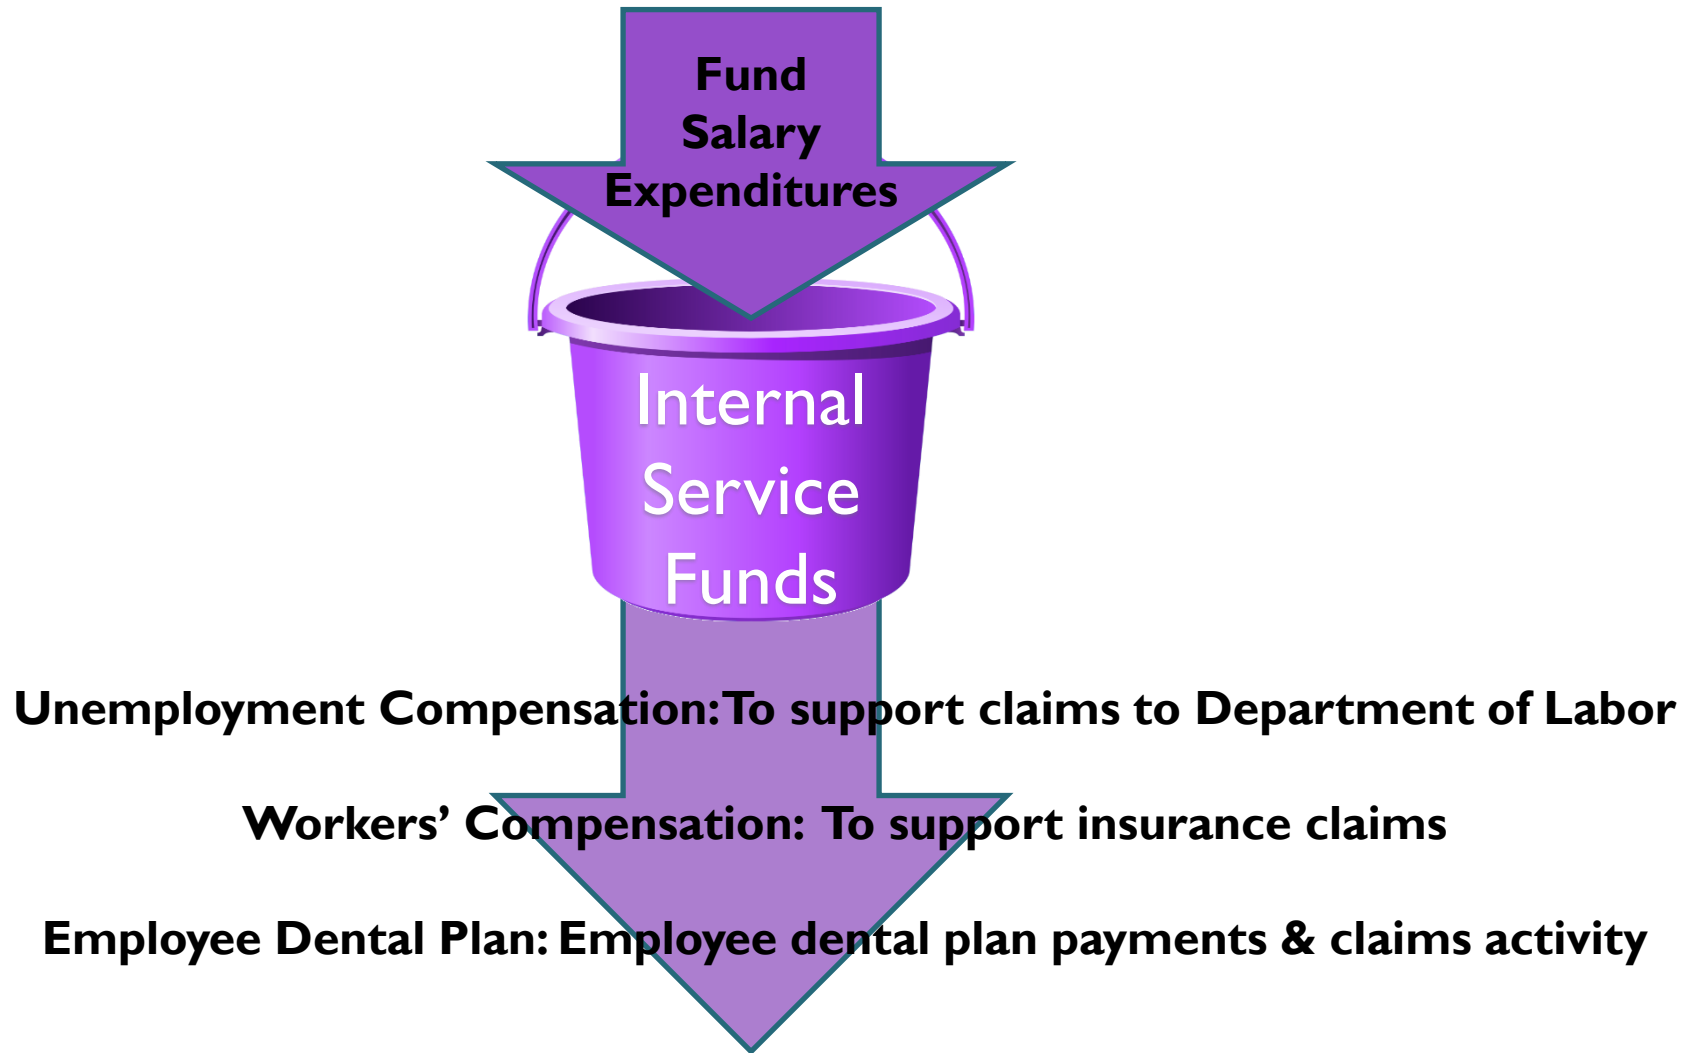 Fund
Salary
Expenditures
Internal
Service
Funds
Unemployment Compensation: To support claims to Department of Labor
Workers’ Compensation: To support insurance claims
Employee Dental Plan: Employee dental plan payments & claims activity